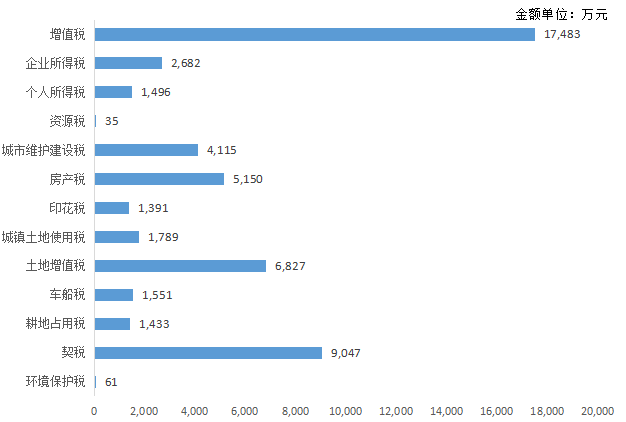 金额单位：万元
增值税 17,483
企业所得税 2,682
个人所得税 1,496
资源税 35
城市维护建设税 4,115
房产税 5,150
印花税 1,391
城镇土地使用税 1,789
土地增值税 6,827
车船税 1,551
耕地占用税 1,433
契税 9,047
环境保护税 61
0 2,000 4,000 6,000 8,000 10,000 12,000 14,000 16,000 18,000 20,000